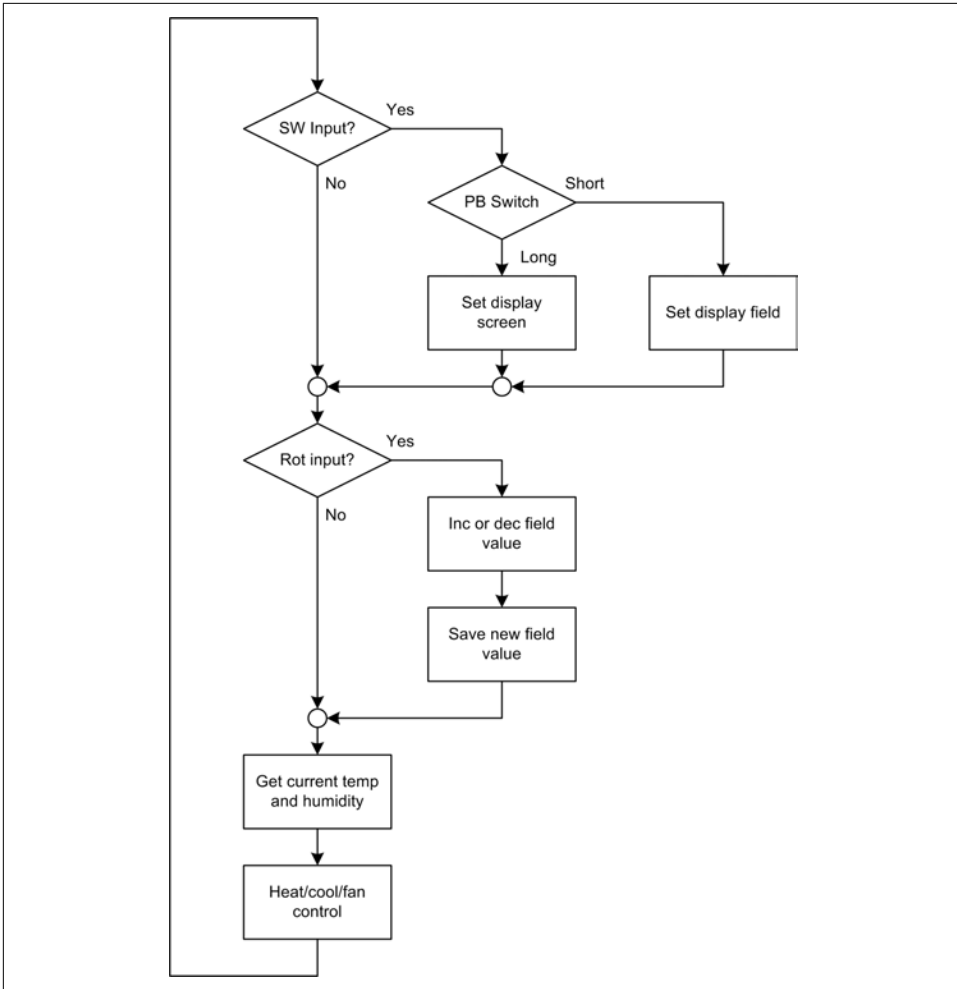 SW Input?
Yes
No
PB Switch
Short
Long
Set display
screen
Set display field
Rot input?
Yes
No
Inc or dec field
value
Save new field
value
Get current temp
and humidity
Heat/cool/fan
control